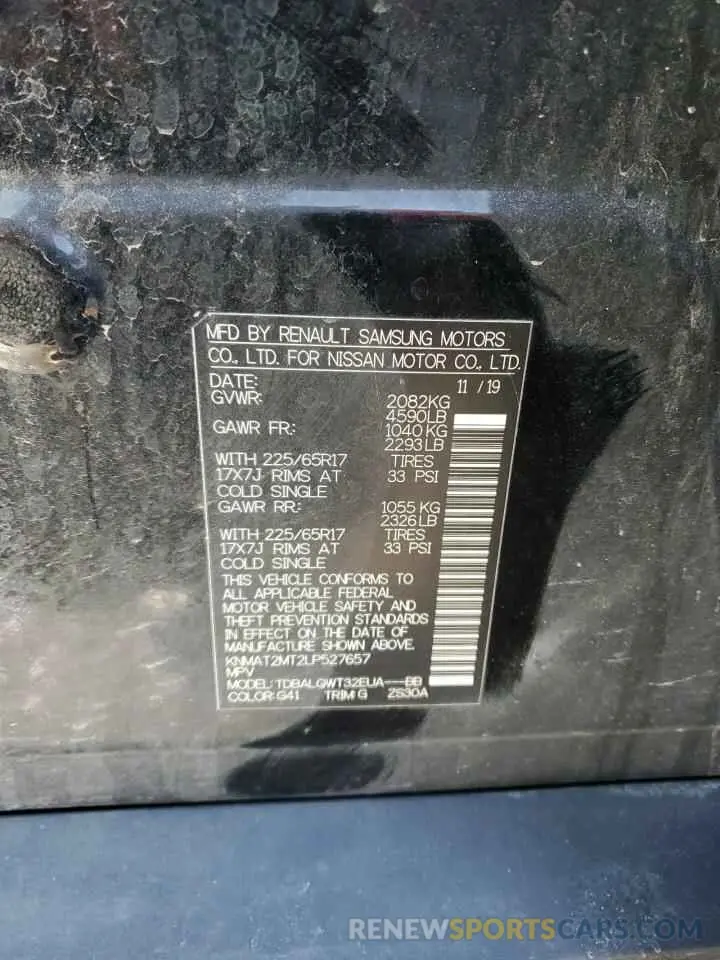 MFD BY RENAULT SAMSUNG MOTORS
CO., LTD. FOR NISSAN MOTOR CO., LTD.
DATE: 11 / 19
GVWR: 2082KG
4590LB
GAWR FR.: 1040 KG
2293 LB
WITH 225/65R17 TIRES
17X7J RIMS AT 33 PSI
COLD SINGLE
GAWR RR.: 1055 KG
2326LB
WITH 225/65R17 TIRES
17X7J RIMS AT 33 PSI
COLD SINGLE
THIS VEHICLE CONFORMS TO
ALL APPLICABLE FEDERAL
MOTOR VEHICLE SAFETY AND
THEFT PREVENTION STANDARDS
IN EFFECT ON THE DATE OF
MANUFACTURE SHOWN ABOVE.
KNMAT2MT2LP527657
MPV
MODEL: TDBALQWT32EUA---BB
COLOR: G41 TRIM: G ZS30A
RENEWSPORTSCARS.COM